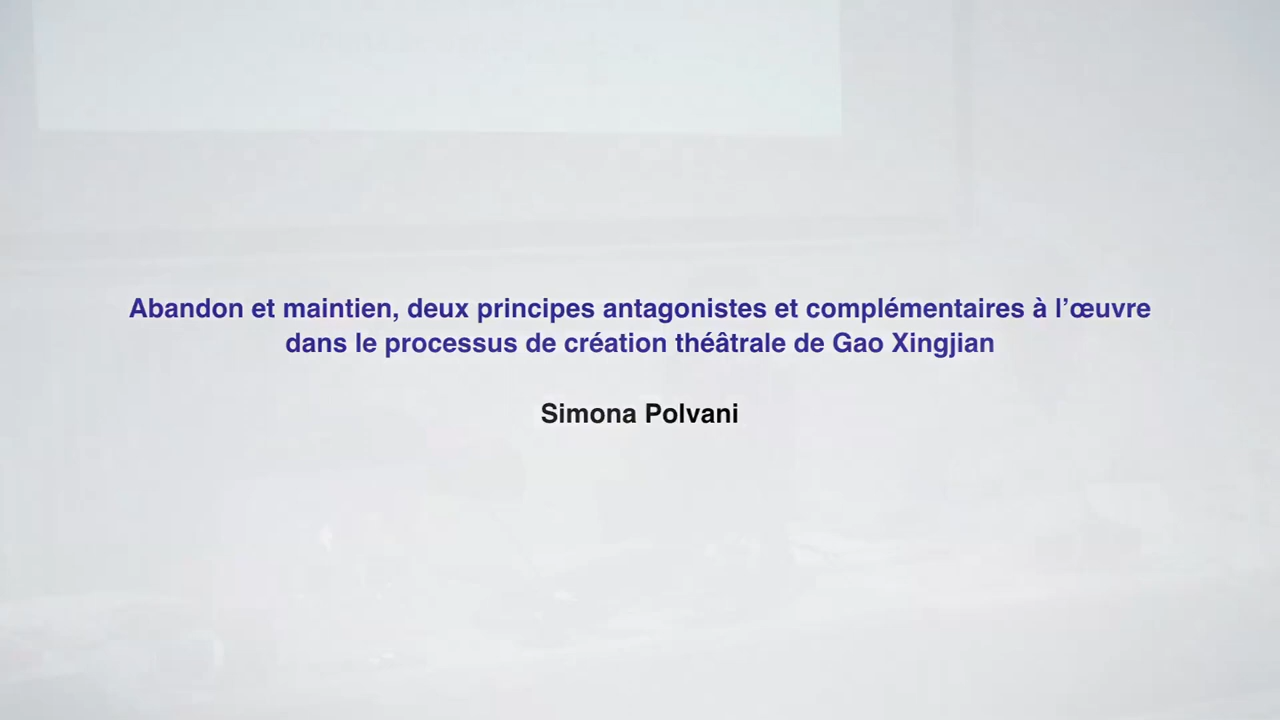 Abandon et maintien, deux principes antagonistes et complémentaires à l’œuvre
dans le processus de création théâtrale de Gao Xingjian
Simona Polvani